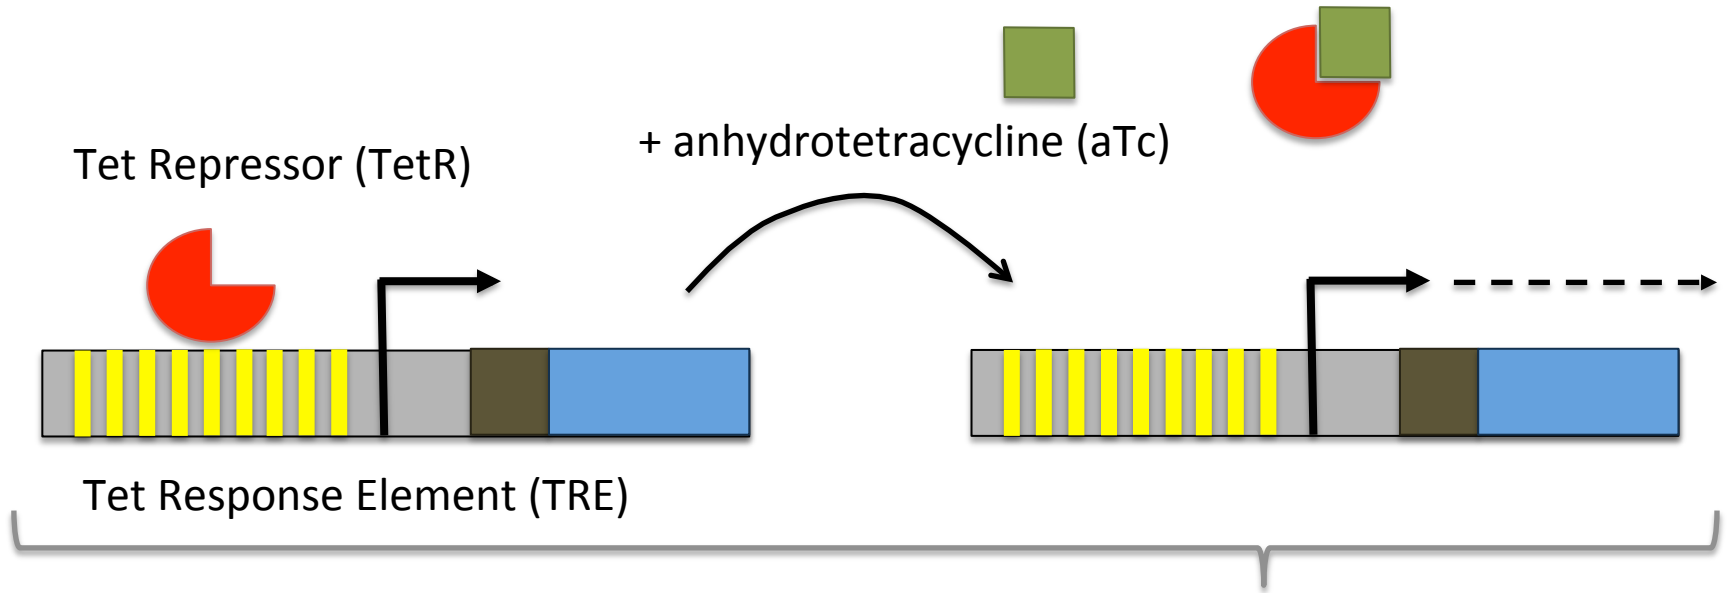 Tet Repressor (TetR)
+ anhydrotetracycline (aTc)
Tet Response Element (TRE)